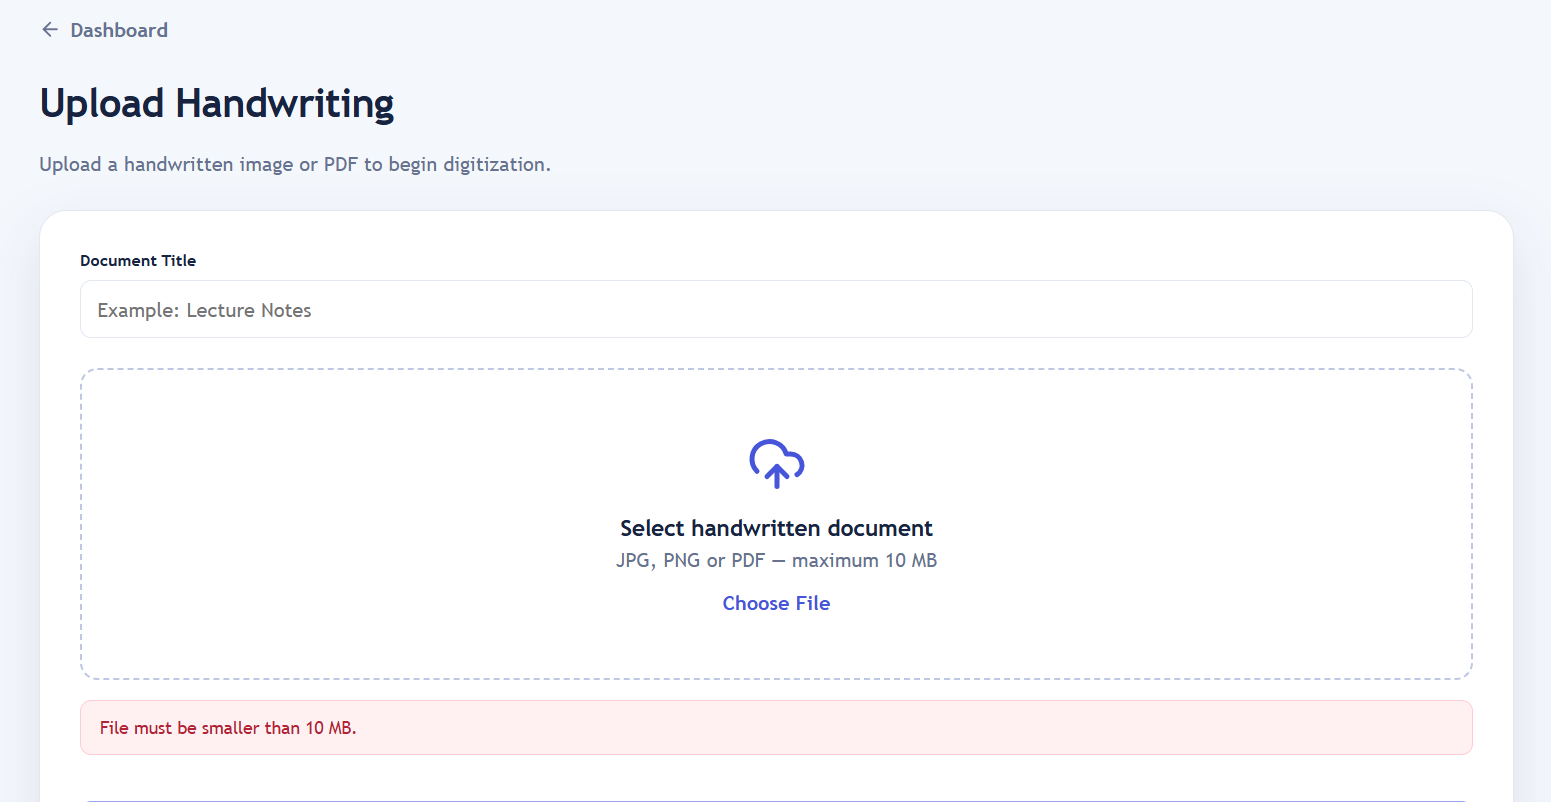 Dashboard
Upload Handwriting
Upload a handwritten image or PDF to begin digitization.
Document Title
Example: Lecture Notes
Select handwritten document
JPG, PNG or PDF — maximum 10 MB
Choose File
File must be smaller than 10 MB.